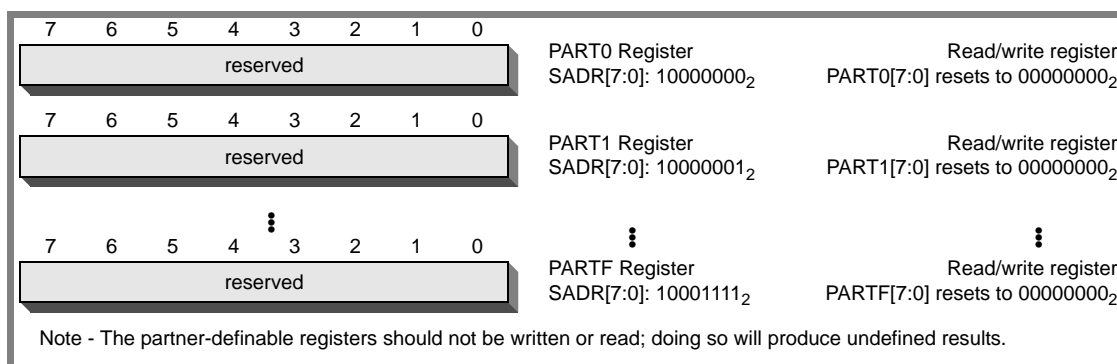 7 6 5 4 3 2 1 0
reserved
PART0 Register
SADR[7:0]: 10000000₂
Read/write register
PART0[7:0] resets to 00000000₂
7 6 5 4 3 2 1 0
reserved
PART1 Register
SADR[7:0]: 10000001₂
Read/write register
PART1[7:0] resets to 00000000₂
7 6 5 4 3 2 1 0
reserved
PARTF Register
SADR[7:0]: 10001111₂
Read/write register
PARTF[7:0] resets to 00000000₂
Note - The partner-definable registers should not be written or read; doing so will produce undefined results.